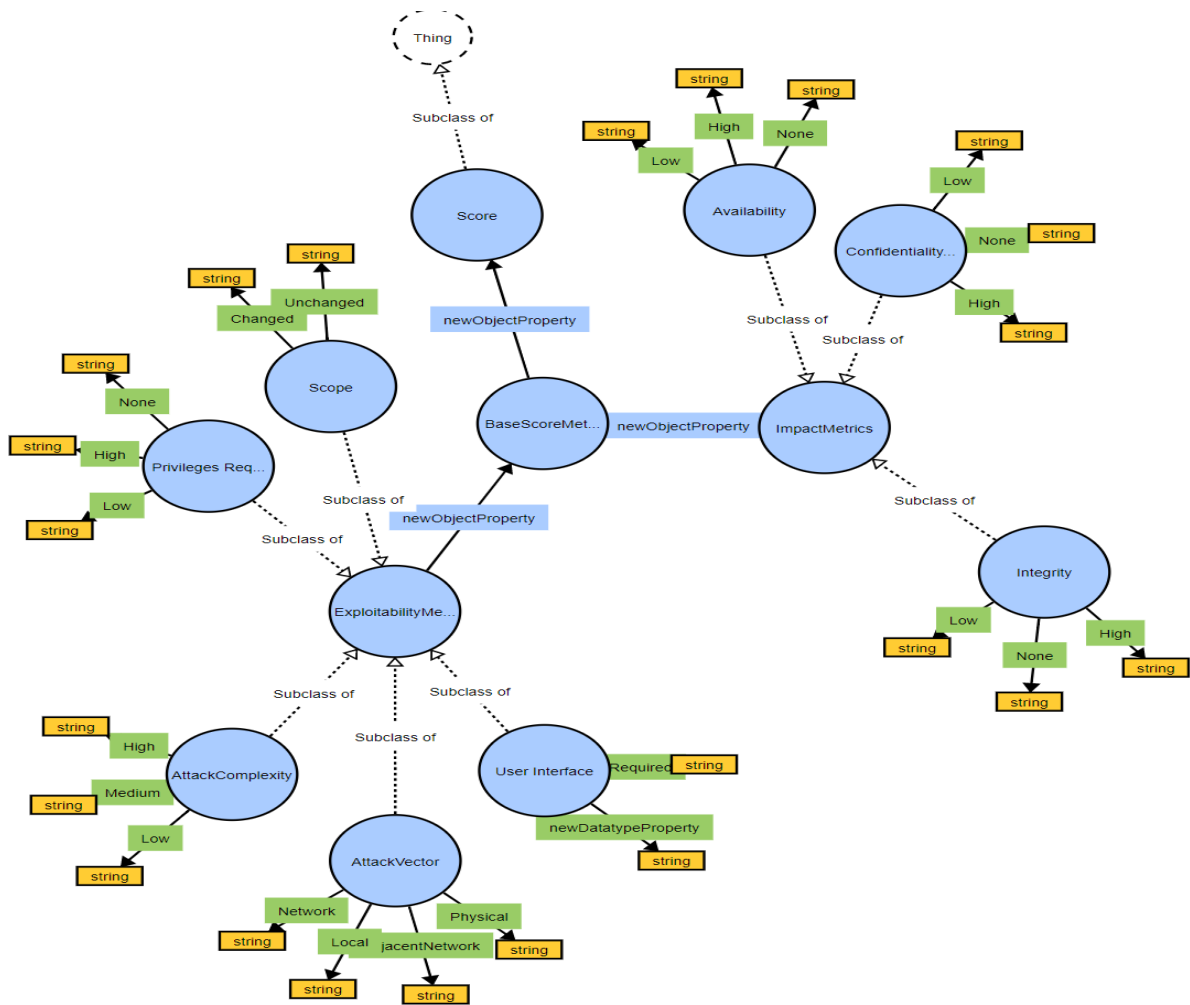 Thing
string
string
Subclass of
High
None
string
string
Low
Low
Score
Availability
string
None
string
Confidentiality...
string
High
string
Unchanged
Changed
newObjectProperty
Subclass of
string
Subclass of
string
Scope
None
BaseScoreMet...
newObjectProperty
ImpactMetrics
string
High
Privileges Req...
Low
Subclass of
Subclass of
string
newObjectProperty
Subclass of
Integrity
ExploitabilityMe...
Low
High
string
None
string
Subclass of
Subclass of
string
string
Subclass of
High
AttackComplexity
User Interface
Required
string
Medium
string
Low
newDatatypeProperty
AttackVector
string
string
Network
Physical
string
Local
jacentNetwork
string
string
string